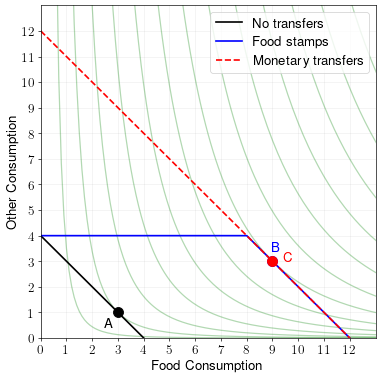 No transfers
Food stamps
Monetary transfers
12
11
10
9
8
7
6
5
4
3
2
1
0
Other Consumption
B
C
A
0 1 2 3 4 5 6 7 8 9 10 11 12
Food Consumption